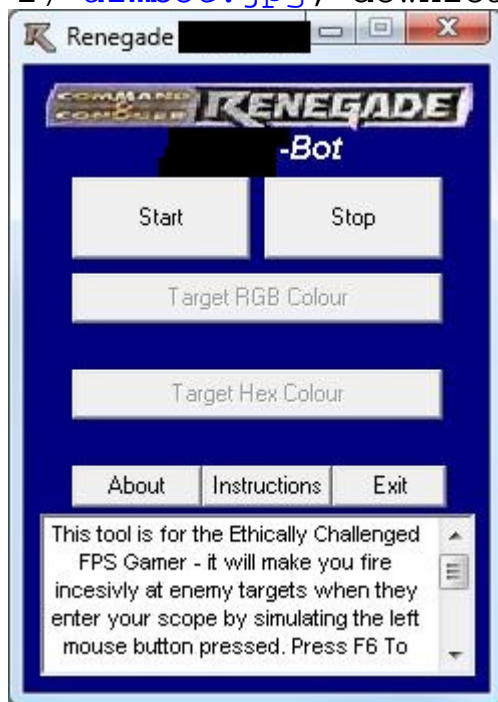 Renegade
COMMAND & CONQUER RENEGADE
-Bot
Start Stop
Target RGB Colour
Target Hex Colour
About Instructions Exit
This tool is for the Ethically Challenged
FPS Gamer - it will make you fire
incesivly at enemy targets when they
enter your scope by simulating the left
mouse button pressed. Press F6 To